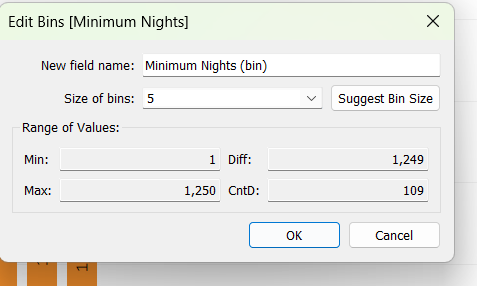 Edit Bins [Minimum Nights]
New field name: Minimum Nights (bin)
Size of bins: 5 Suggest Bin Size
Range of Values:
Min: 1 Diff: 1,249
Max: 1,250 CntD: 109
OK Cancel